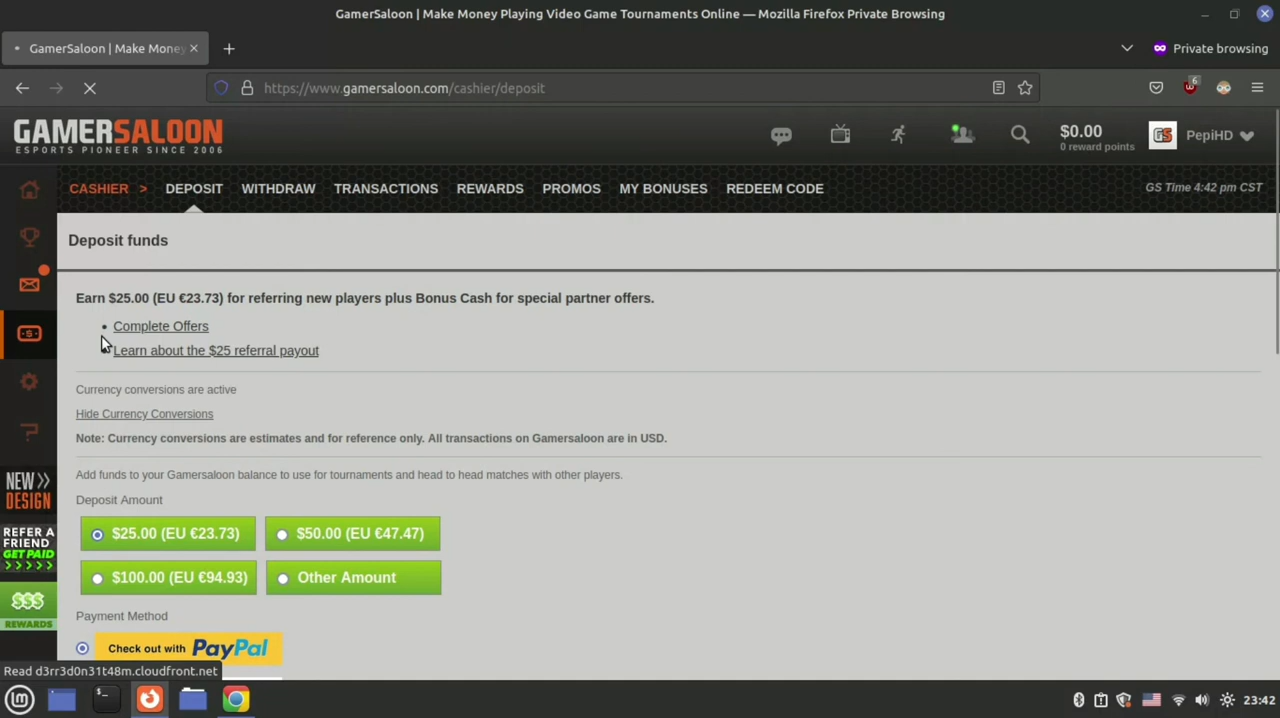 GamerSaloon | Make Money Playing Video Game Tournaments Online — Mozilla Firefox Private Browsing
GamerSaloon | Make Money
Private browsing
https://www.gamersaloon.com/cashier/deposit
6
GAMERSALOON
ESPORTS PIONEER SINCE 2006
$0.00
0 reward points
GS
PepiHD
CASHIER >
DEPOSIT
WITHDRAW
TRANSACTIONS
REWARDS
PROMOS
MY BONUSES
REDEEM CODE
GS Time 4:42 pm CST
Deposit funds
Earn $25.00 (EU €23.73) for referring new players plus Bonus Cash for special partner offers.
• Complete Offers
Learn about the $25 referral payout
Currency conversions are active
Hide Currency Conversions
Note: Currency conversions are estimates and for reference only. All transactions on Gamersaloon are in USD.
Add funds to your Gamersaloon balance to use for tournaments and head to head matches with other players.
Deposit Amount
$25.00 (EU €23.73)
$50.00 (EU €47.47)
$100.00 (EU €94.93)
Other Amount
Payment Method
Check out with PayPal
NEW>>
DESIGN
REFER A
FRIEND
GET PAID
>>>>>
$$$
REWARDS
Read d3rr3d0n31t48m.cloudfront.net
23:42